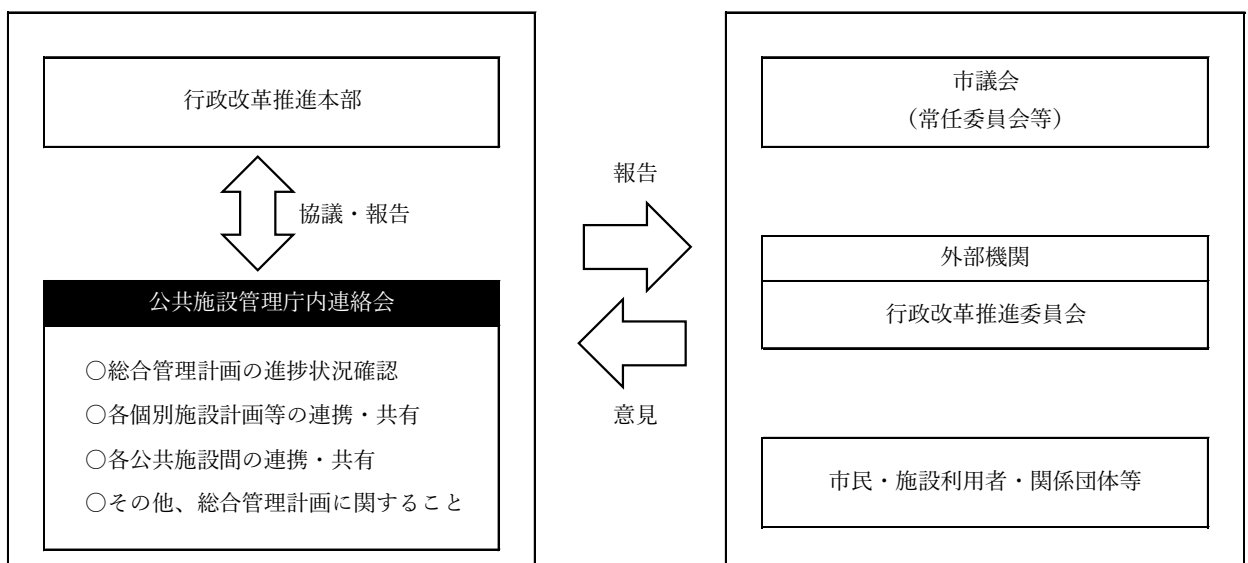 行政改革推進本部
協議・報告
公共施設管理庁内連絡会
○総合管理計画の進捗状況確認
○各個別施設計画等の連携・共有
○各公共施設間の連携・共有
○その他、総合管理計画に関すること
報告
意見
市議会
（常任委員会等）
外部機関
行政改革推進委員会
市民・施設利用者・関係団体等